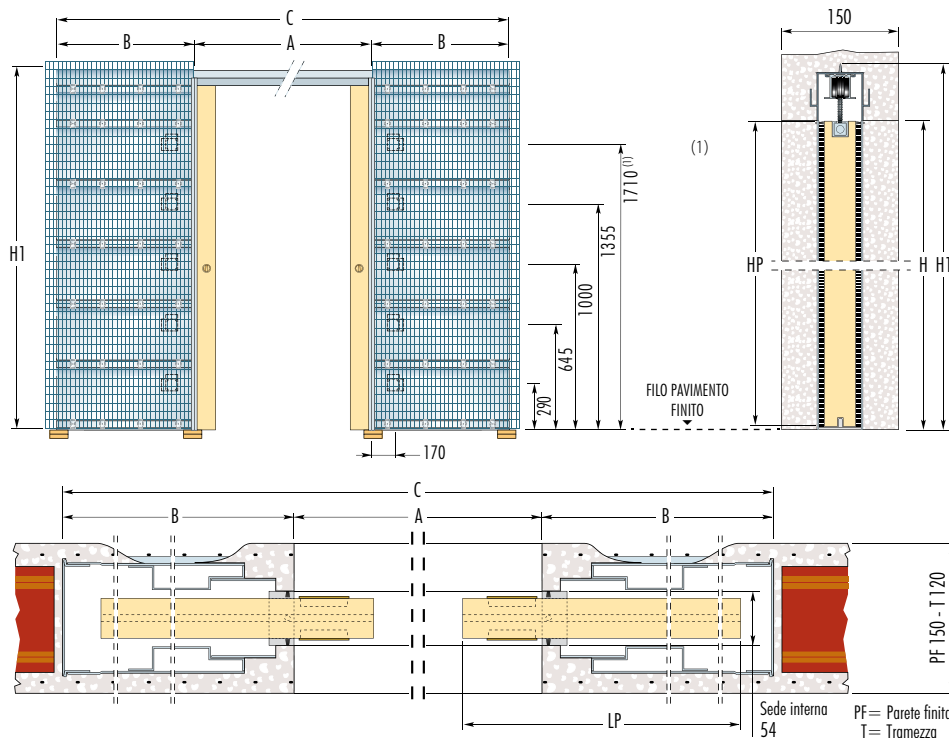 C
B A B
150
H1
1710 (1)
1355
1000
645
290
170
(1)
FILO PAVIMENTO
FINITO
HP
H
H1
C
B A B
LP
Sede interna
54
PF 150 - T 120
PF= Parete finita
T= Tramezza